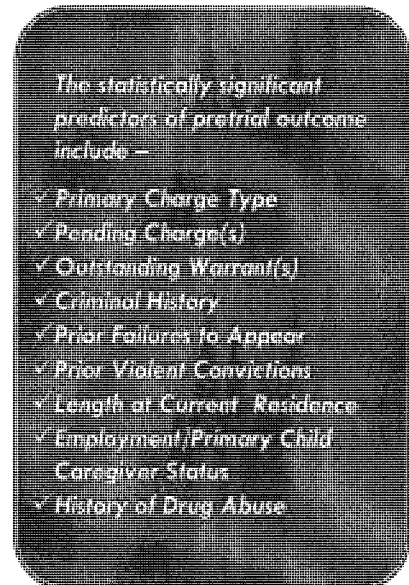 The statistically significant
predictors of pretrial outcome
include –
✓ Primary Charge Type
✓ Pending Charge(s)
✓ Outstanding Warrant(s)
✓ Criminal History
✓ Prior Failures to Appear
✓ Prior Violent Convictions
✓ Length at Current Residence
✓ Employment/Primary Child
Caregiver Status
✓ History of Drug Abuse